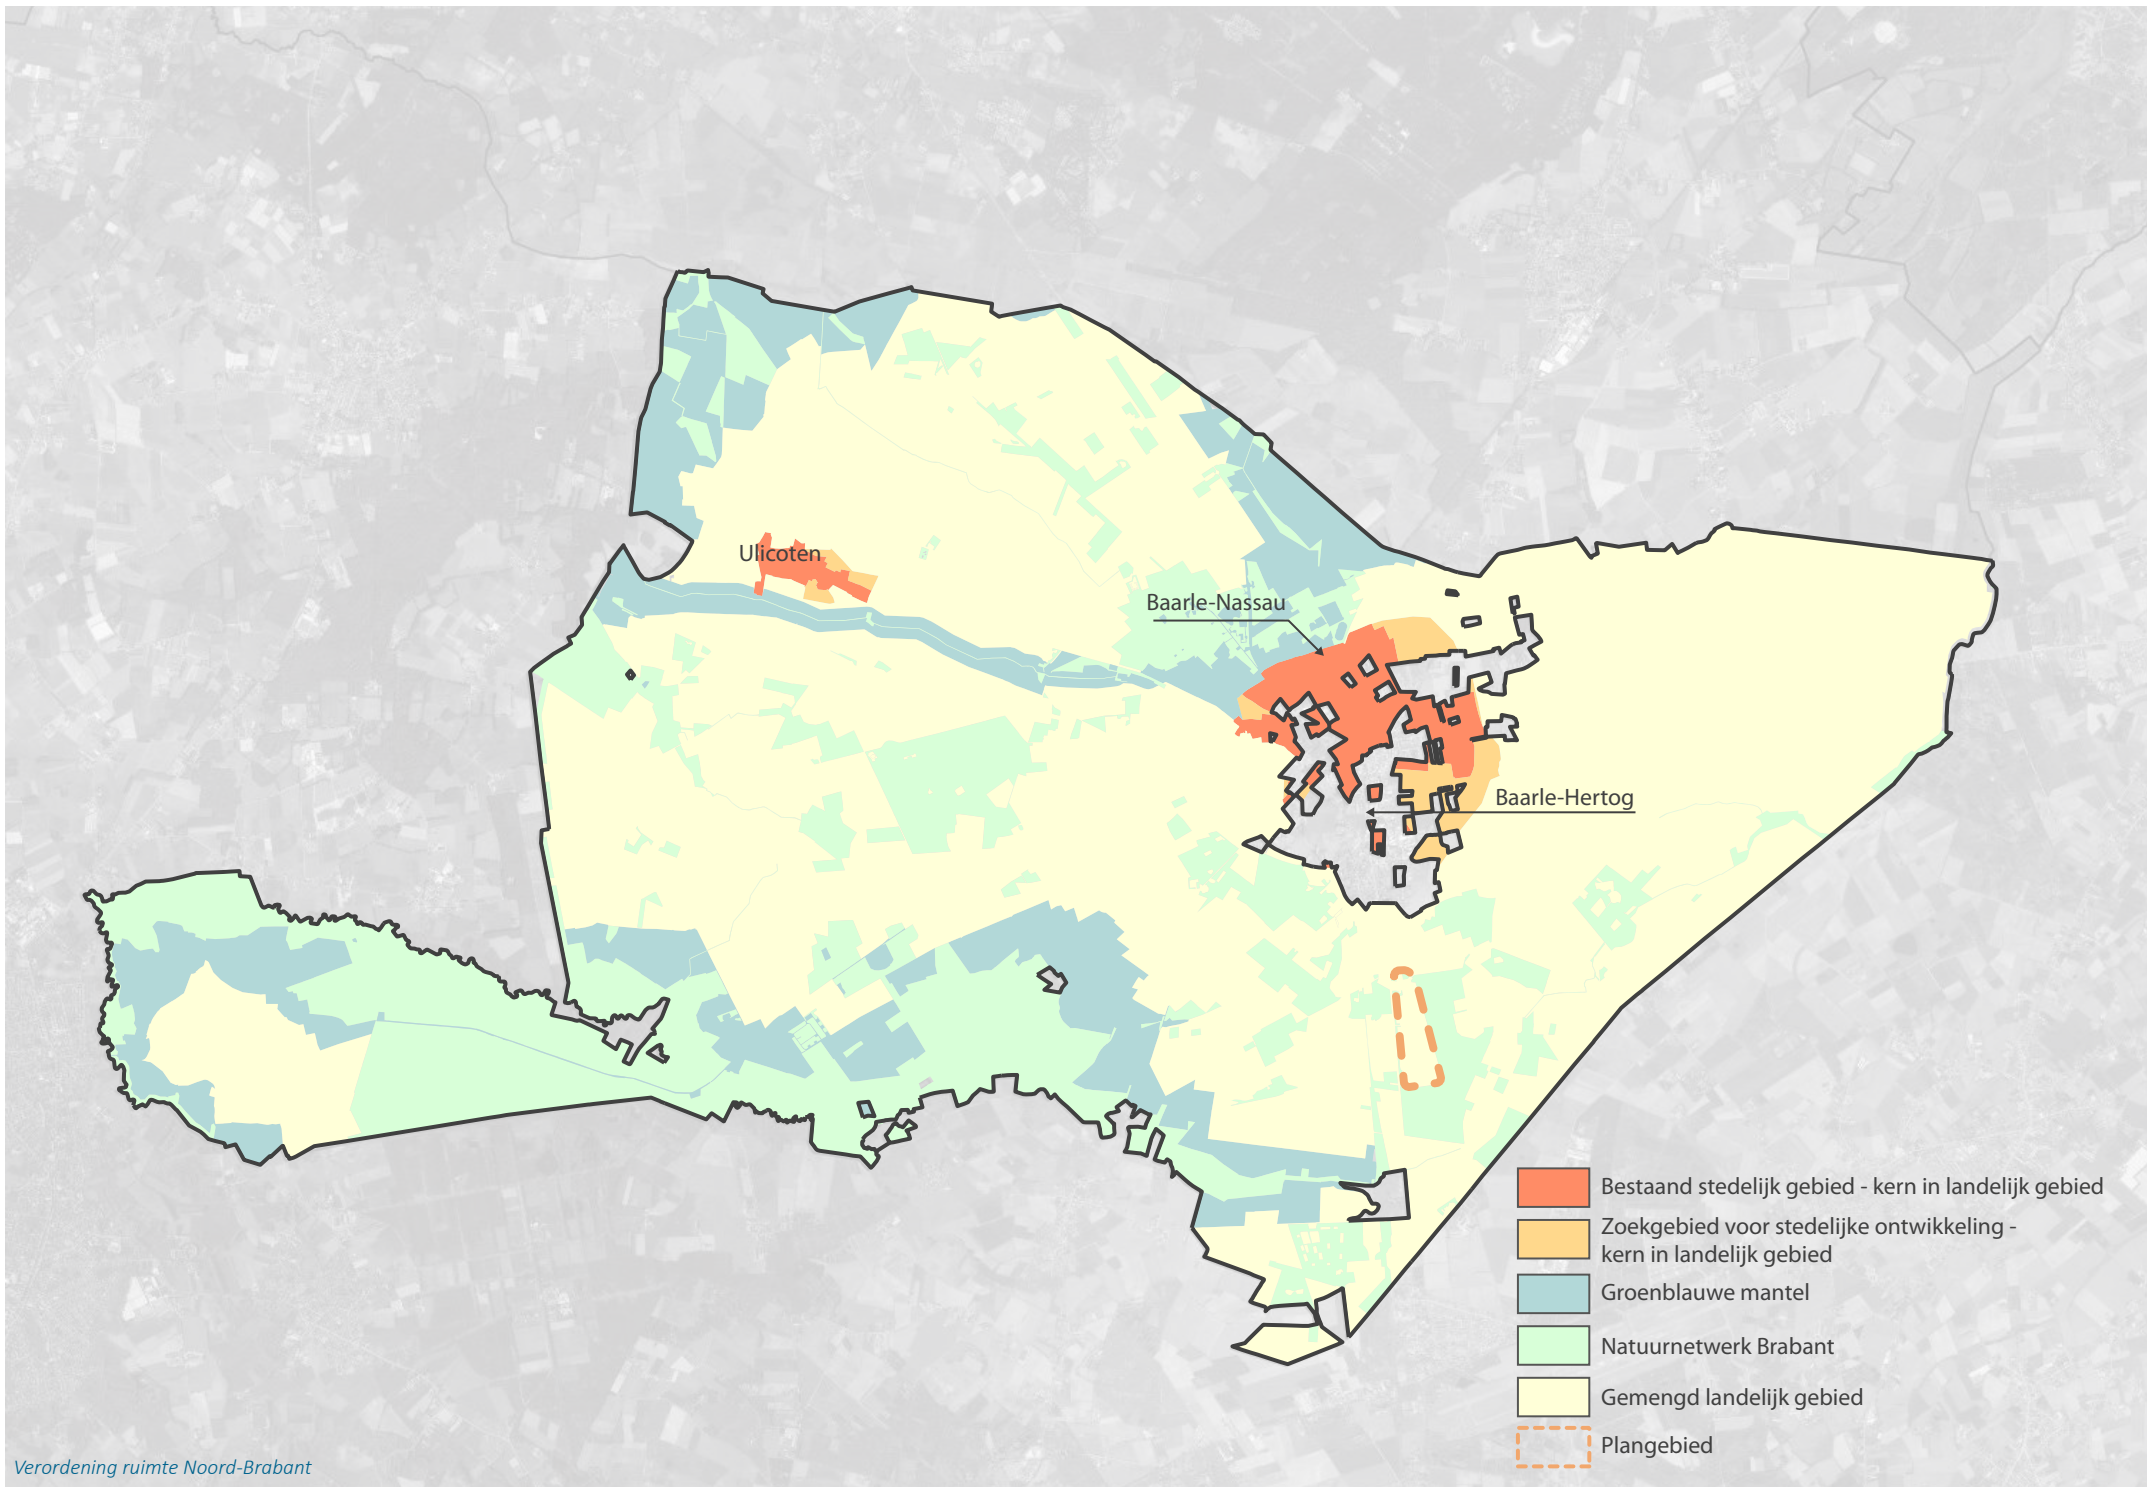 Ulicoten
Baarle-Nassau
Baarle-Hertog
Bestaand stedelijk gebied - kern in landelijk gebied
Zoekgebied voor stedelijke ontwikkeling -
kern in landelijk gebied
Groenblauwe mantel
Natuurnetwerk Brabant
Gemengd landelijk gebied
Plangebied
Verordening ruimte Noord-Brabant